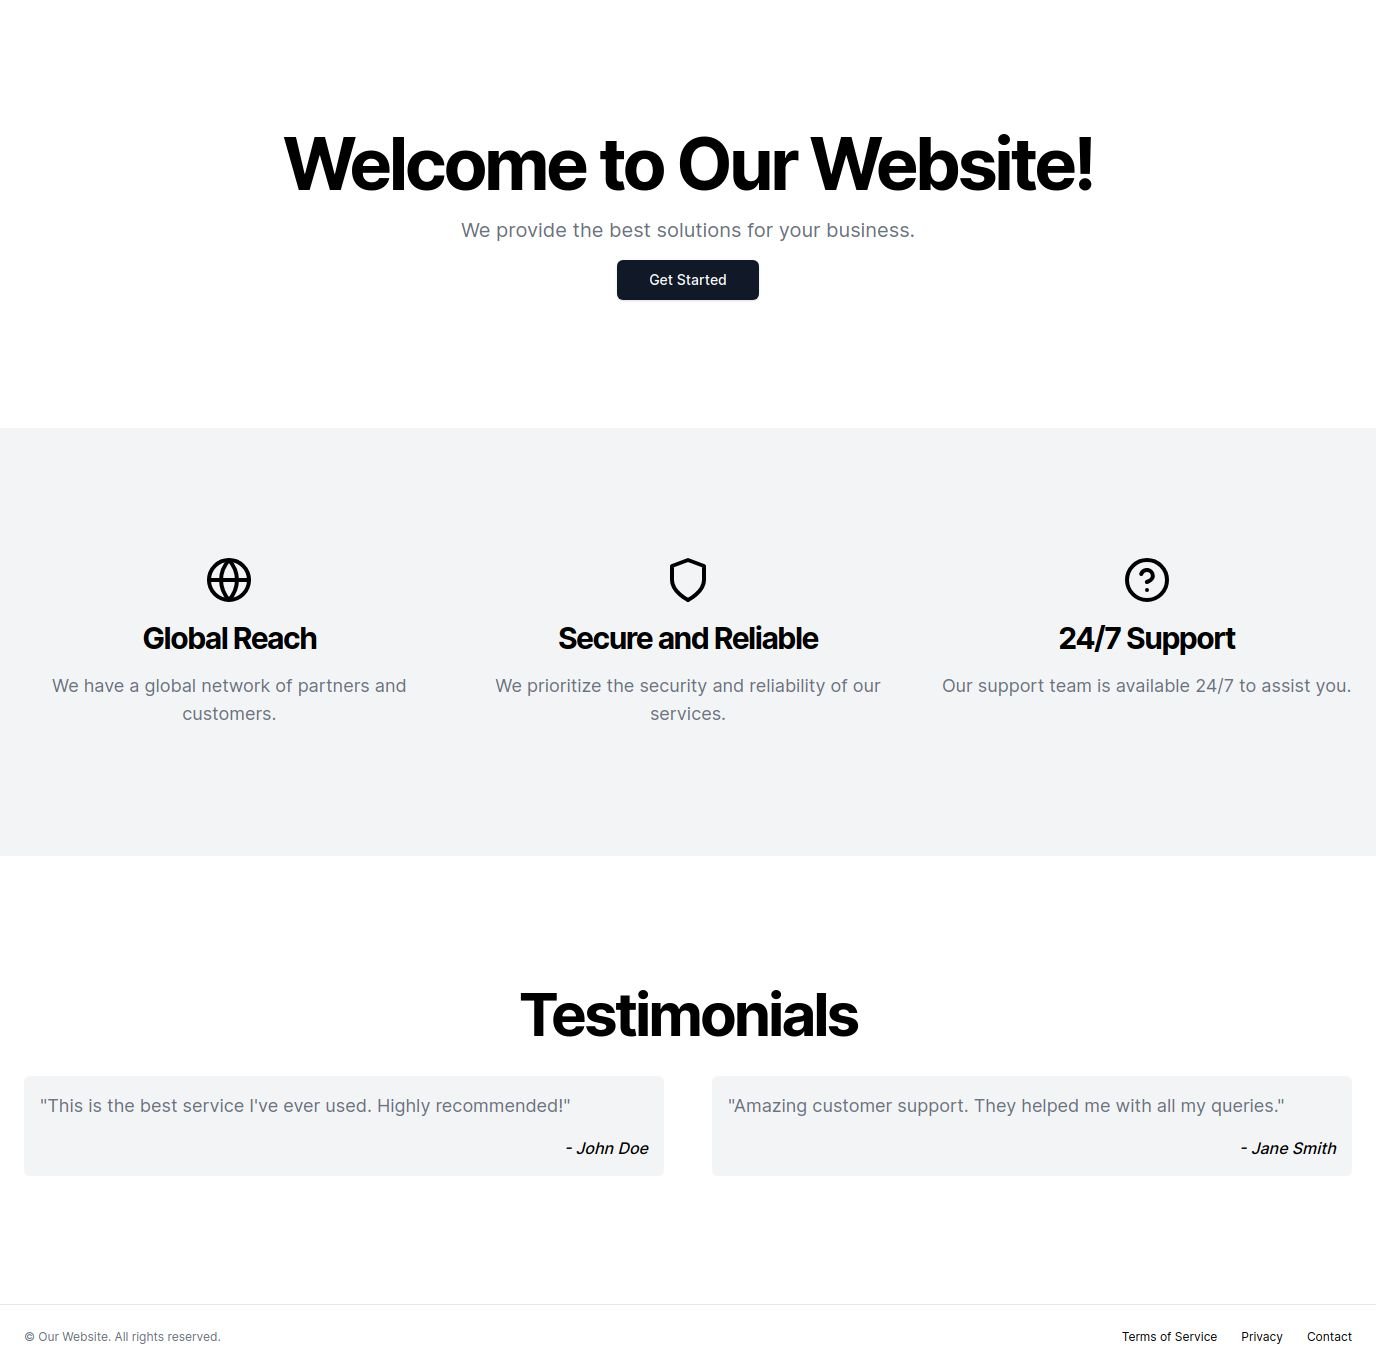 Welcome to Our Website!
We provide the best solutions for your business.
Get Started
Global Reach
We have a global network of partners and
customers.
Secure and Reliable
We prioritize the security and reliability of our
services.
24/7 Support
Our support team is available 24/7 to assist you.
Testimonials
"This is the best service I've ever used. Highly recommended!"
- John Doe
"Amazing customer support. They helped me with all my queries."
- Jane Smith
© Our Website. All rights reserved.
Terms of Service
Privacy
Contact